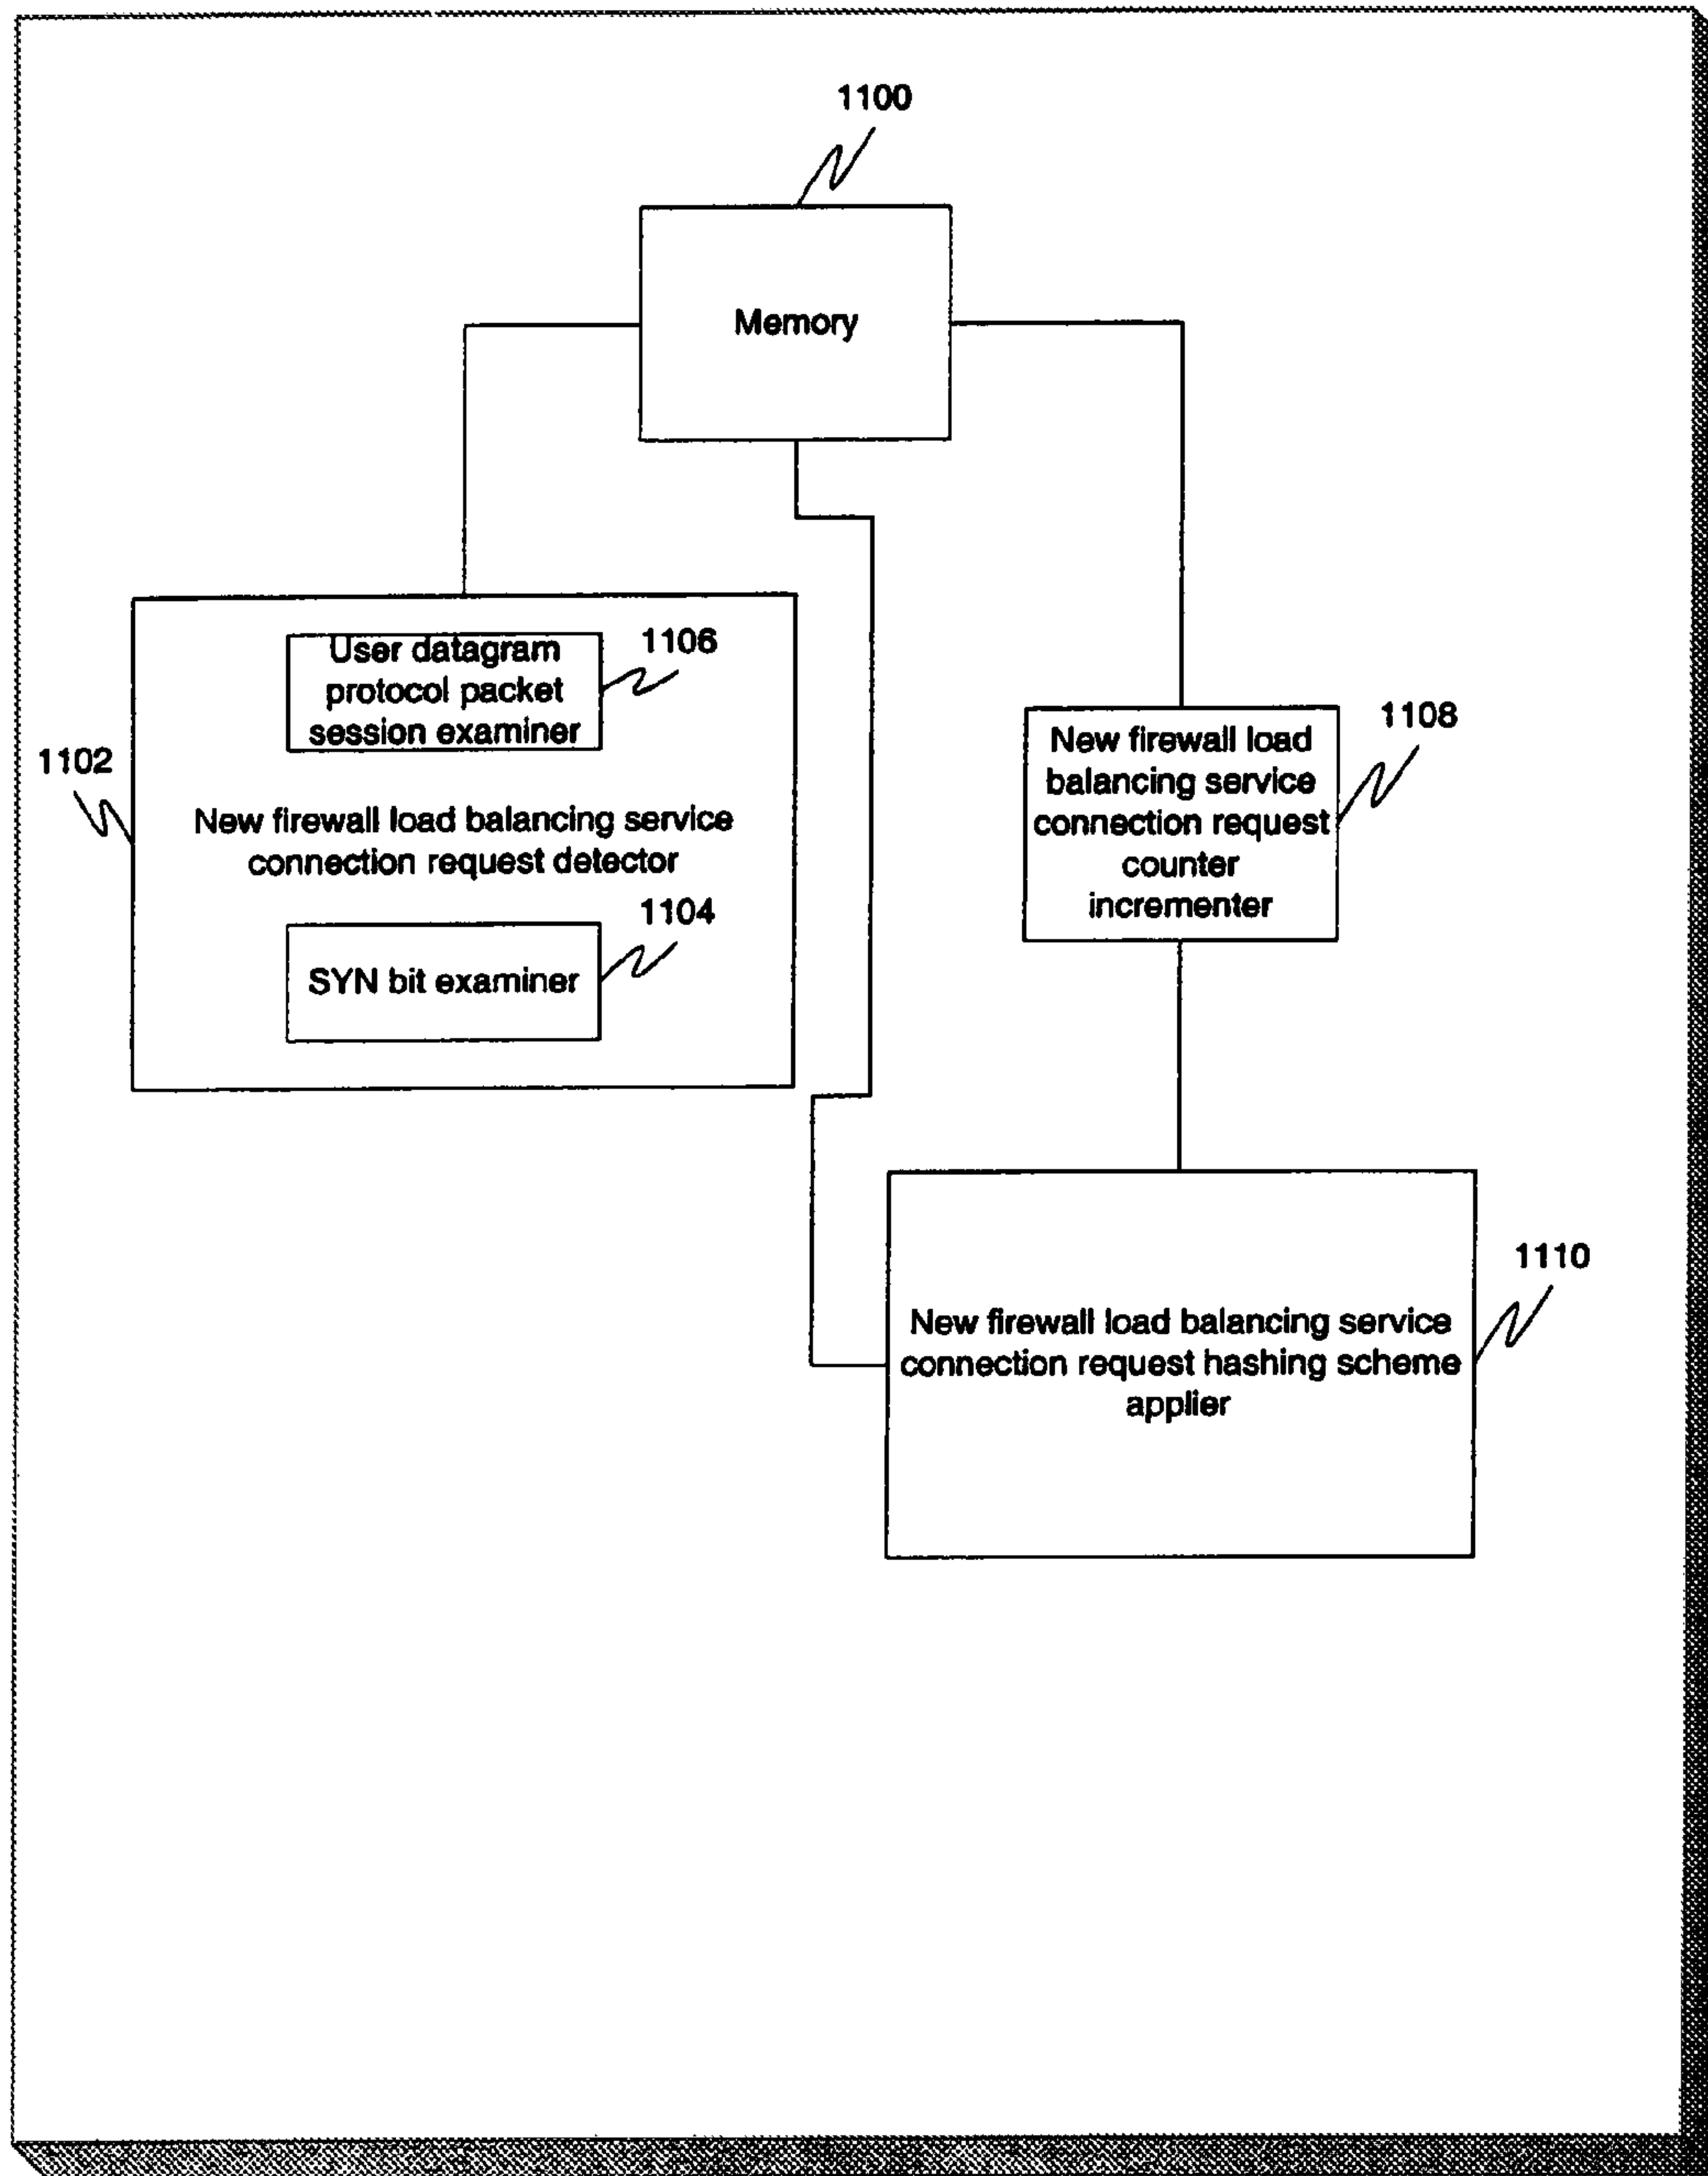 1100
Memory
User datagram
protocol packet
session examiner
1106
1102
New firewall load balancing service
connection request detector
1104
SYN bit examiner
New firewall load
balancing service
connection request
counter
incrementer
1108
1110
New firewall load balancing service
connection request hashing scheme
applier